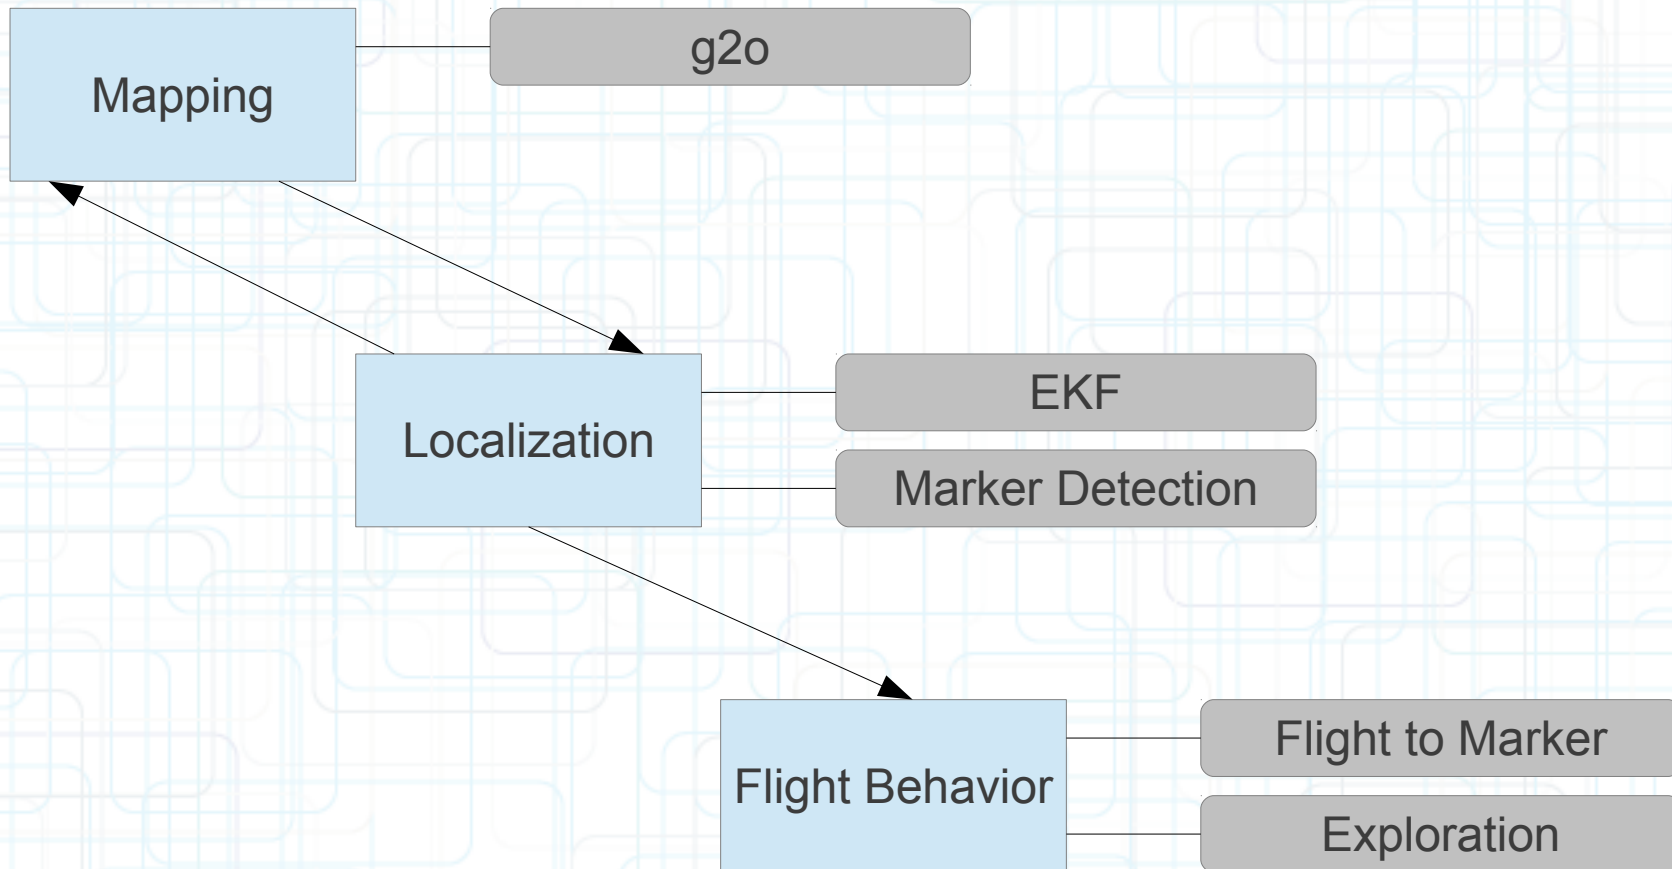 Mapping
g2o
Localization
EKF
Marker Detection
Flight Behavior
Flight to Marker
Exploration